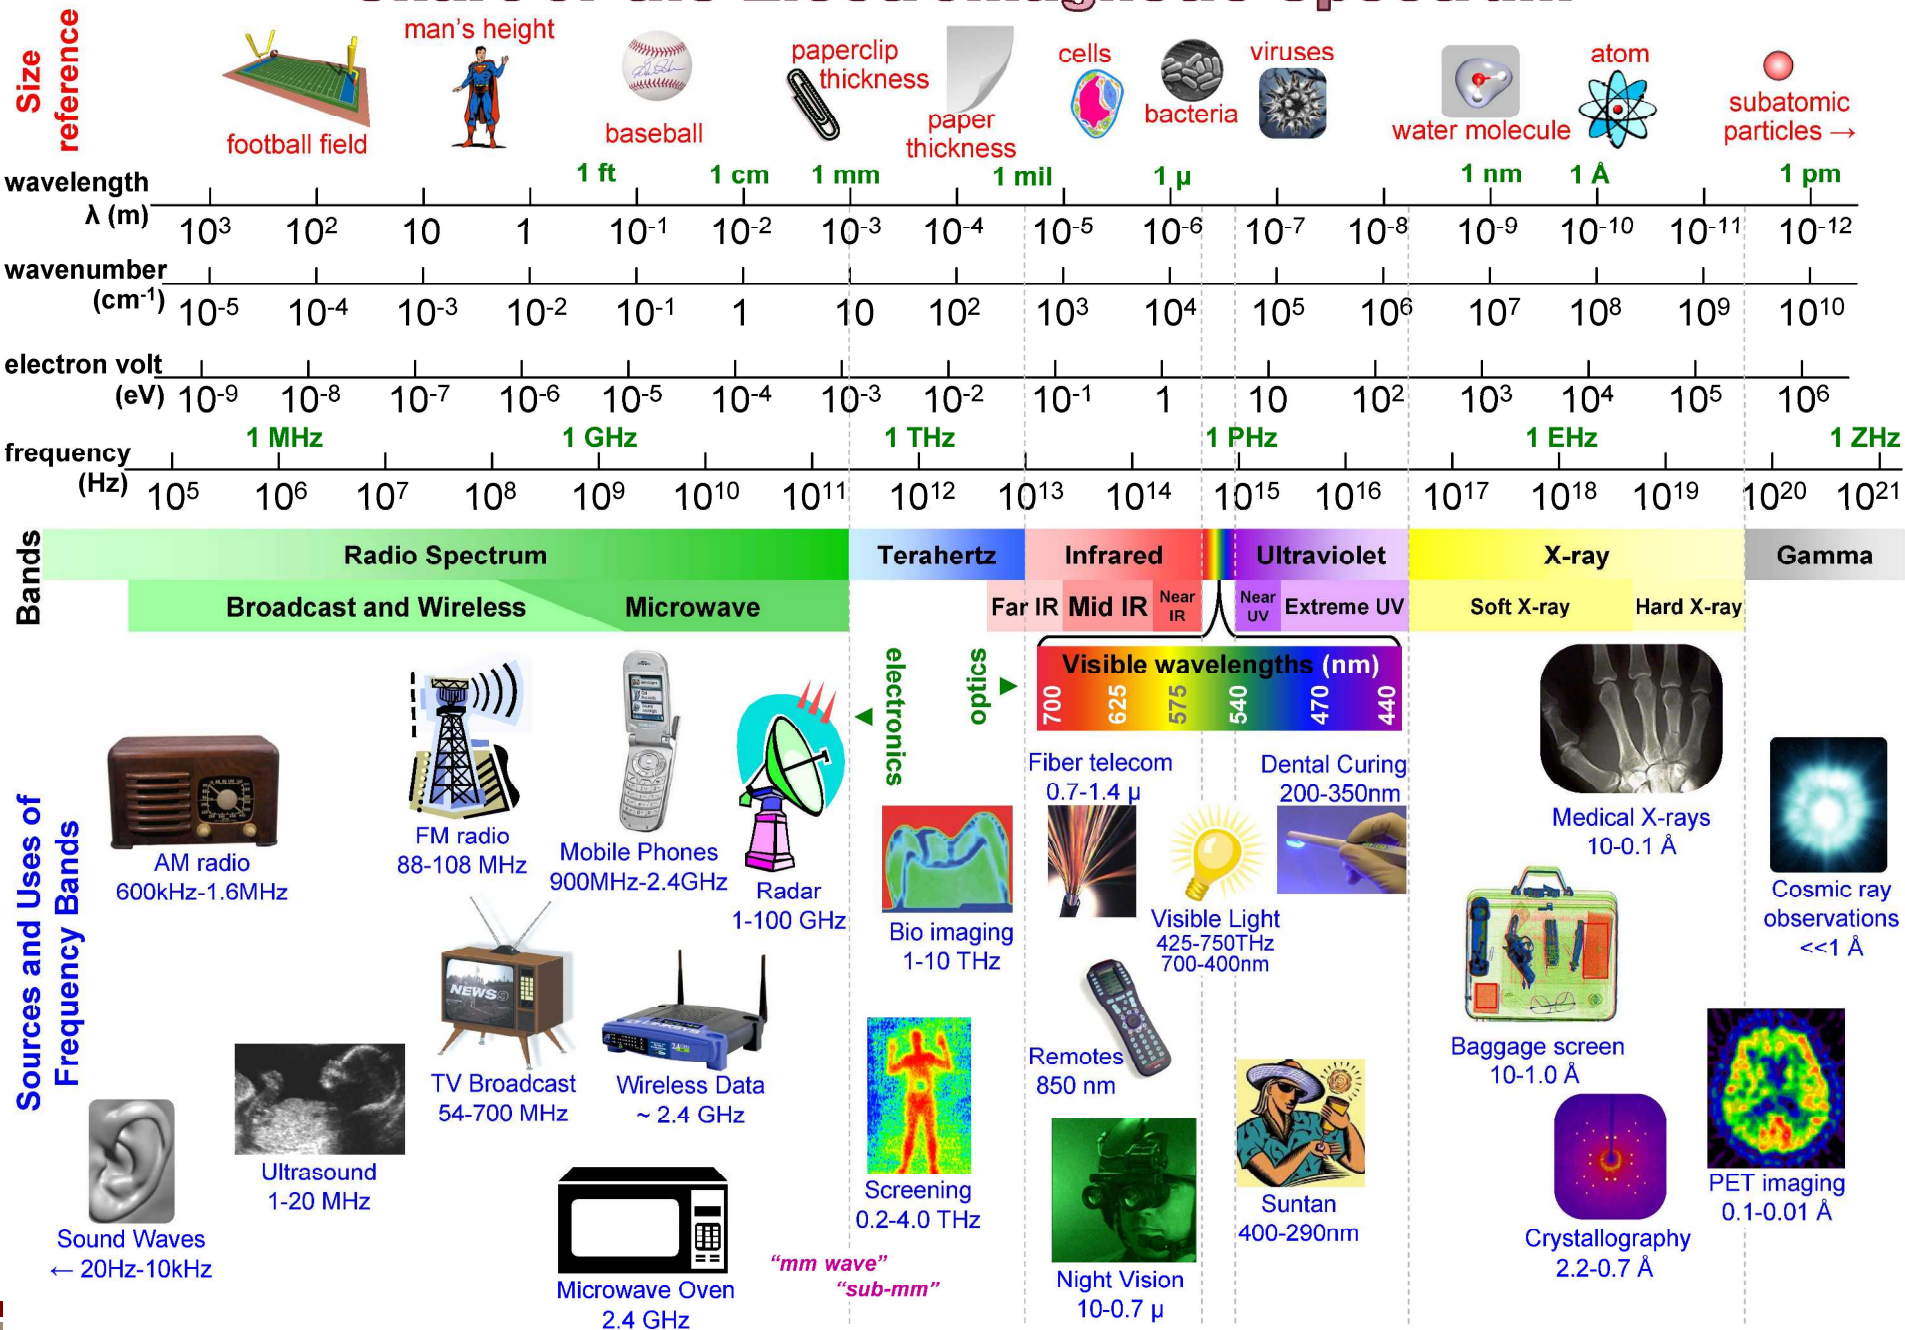 Chart of the Electromagnetic Spectrum
Size
reference
football field
man's height
baseball
paperclip
thickness
paper
thickness
cells
bacteria
viruses
water molecule
atom
subatomic
particles →
wavelength
λ (m)
1 ft 1 cm 1 mm 1 mil 1 µ 1 nm 1 Å 1 pm
10³ 10² 10 1 10⁻¹ 10⁻² 10⁻³ 10⁻⁴ 10⁻⁵ 10⁻⁶ 10⁻⁷ 10⁻⁸ 10⁻⁹ 10⁻¹⁰ 10⁻¹¹ 10⁻¹²
wavenumber
(cm⁻¹)
10⁻⁵ 10⁻⁴ 10⁻³ 10⁻² 10⁻¹ 1 10 10² 10³ 10⁴ 10⁵ 10⁶ 10⁷ 10⁸ 10⁹ 10¹⁰
electron volt
(eV)
10⁻⁹ 10⁻⁸ 10⁻⁷ 10⁻⁶ 10⁻⁵ 10⁻⁴ 10⁻³ 10⁻² 10⁻¹ 1 10 10² 10³ 10⁴ 10⁵ 10⁶
1 MHz 1 GHz 1 THz 1 PHz 1 EHz 1 ZHz
frequency
(Hz)
10⁵ 10⁶ 10⁷ 10⁸ 10⁹ 10¹⁰ 10¹¹ 10¹² 10¹³ 10¹⁴ 10¹⁵ 10¹⁶ 10¹⁷ 10¹⁸ 10¹⁹ 10²⁰ 10²¹
Bands
Radio Spectrum Terahertz Infrared Ultraviolet X-ray Gamma
Broadcast and Wireless Microwave Far IR Mid IR Near
IR Near
UV Extreme UV Soft X-ray Hard X-ray
electronics
optics
Visible wavelengths (nm)
700 625 575 540 470 440
Sources and Uses of
Frequency Bands
AM radio
600kHz-1.6MHz
FM radio
88-108 MHz
Mobile Phones
900MHz-2.4GHz
Radar
1-100 GHz
Bio imaging
1-10 THz
Fiber telecom
0.7-1.4 µ
Visible Light
425-750THz
700-400nm
Dental Curing
200-350nm
Medical X-rays
10-0.1 Å
Cosmic ray
observations
<<1 Å
NEWS9
TV Broadcast
54-700 MHz
Wireless Data
~ 2.4 GHz
Remotes
850 nm
Baggage screen
10-1.0 Å
Sound Waves
← 20Hz-10kHz
Ultrasound
1-20 MHz
Microwave Oven
2.4 GHz
"mm wave"
"sub-mm"
Screening
0.2-4.0 THz
Night Vision
10-0.7 µ
Suntan
400-290nm
Crystallography
2.2-0.7 Å
PET imaging
0.1-0.01 Å